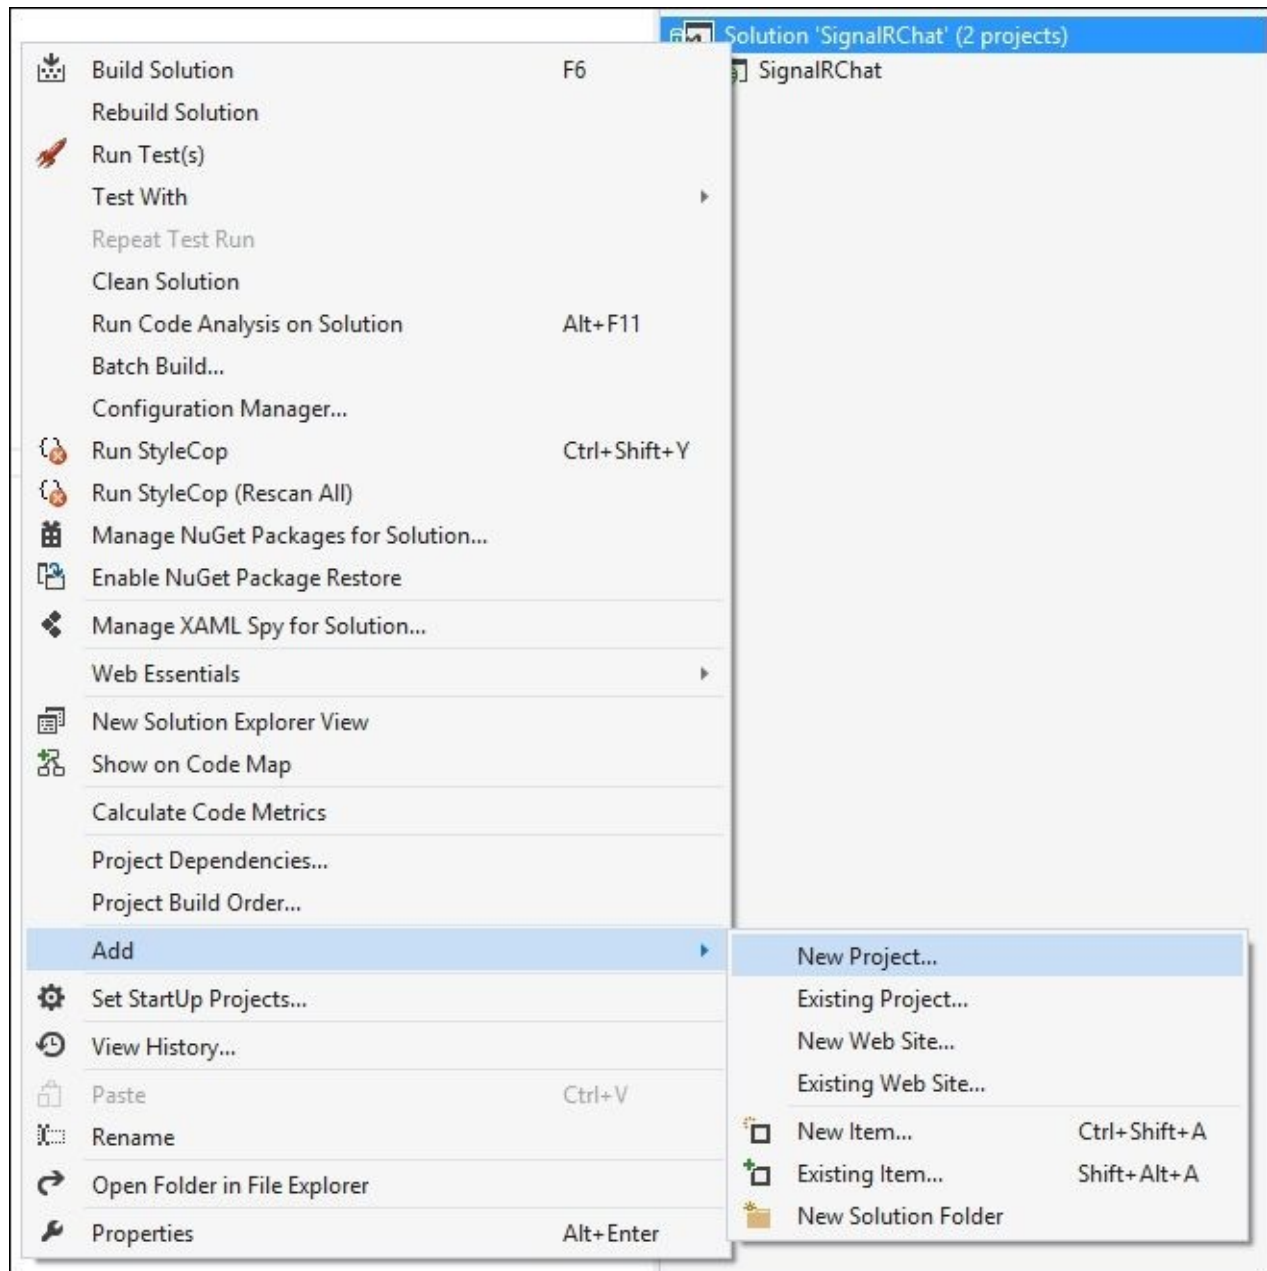 Solution 'SignalRChat' (2 projects)
SignalRChat
Build Solution F6
Rebuild Solution
Run Test(s)
Test With
Repeat Test Run
Clean Solution
Run Code Analysis on Solution Alt+F11
Batch Build...
Configuration Manager...
Run StyleCop Ctrl+Shift+Y
Run StyleCop (Rescan All)
Manage NuGet Packages for Solution...
Enable NuGet Package Restore
Manage XAML Spy for Solution...
Web Essentials
New Solution Explorer View
Show on Code Map
Calculate Code Metrics
Project Dependencies...
Project Build Order...
Add
Set StartUp Projects...
View History...
Paste Ctrl+V
Rename
Open Folder in File Explorer
Properties Alt+Enter
New Project...
Existing Project...
New Web Site...
Existing Web Site...
New Item... Ctrl+Shift+A
Existing Item... Shift+Alt+A
New Solution Folder